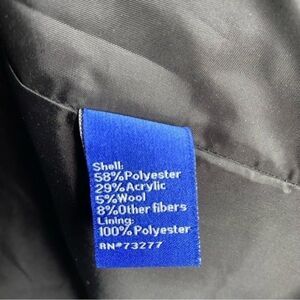 Shell:
58%Polyester
29%Acrylic
5%Wool
8%Other fibers
Lining:
100%Polyester
RN#73277